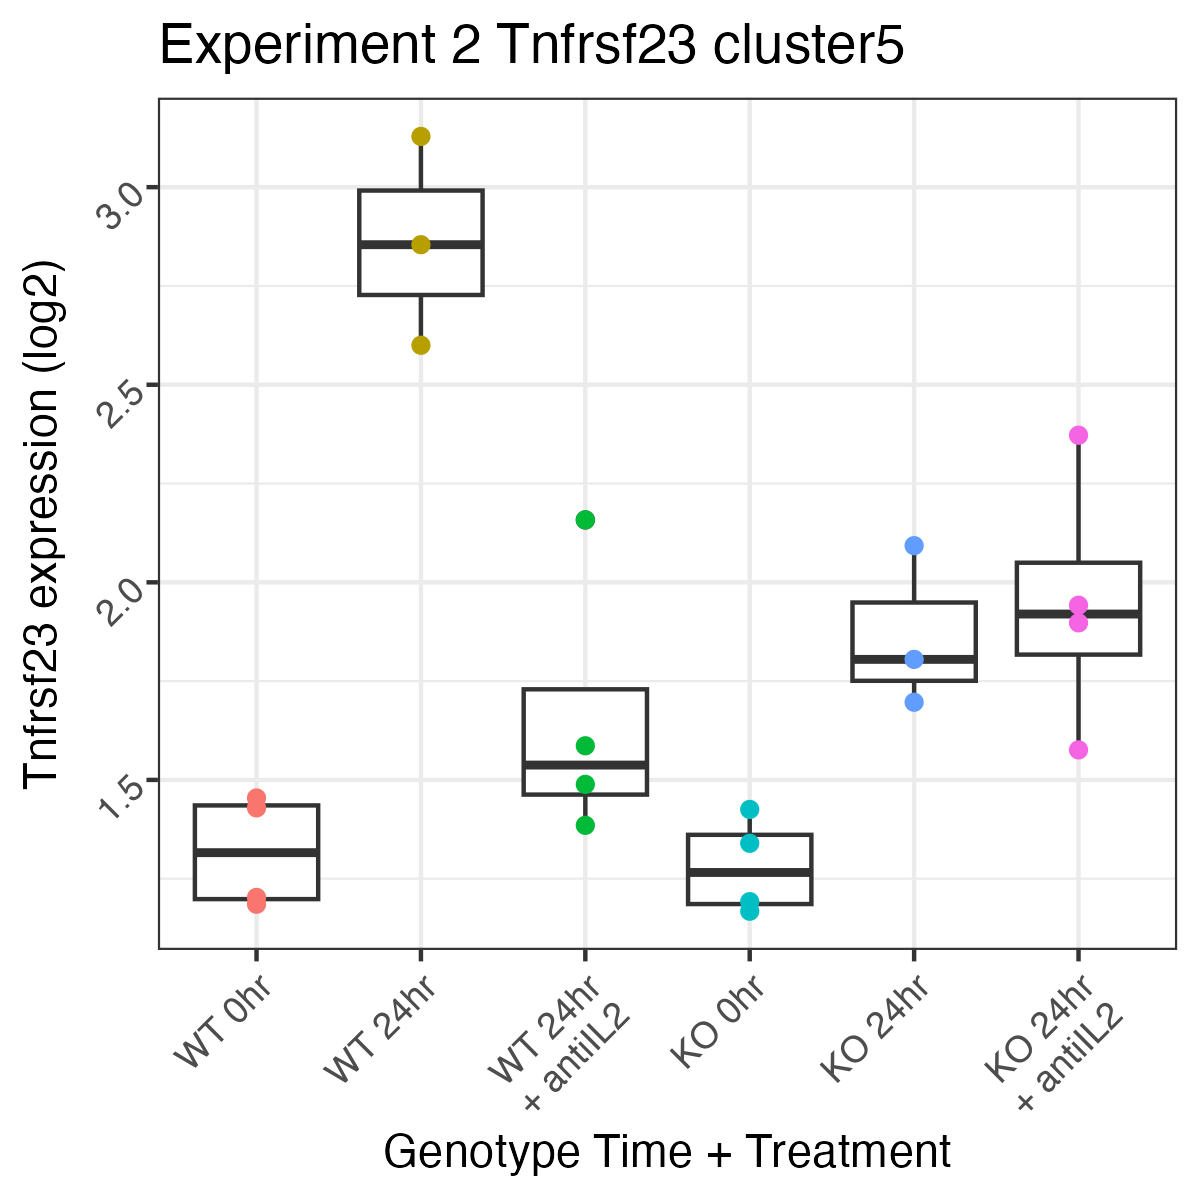 Experiment 2 Tnfrsf23 cluster5
Tnfrsf23 expression (log2)
3.0
2.5
2.0
1.5
WT 0hr
WT 24hr
WT 24hr
+ antiIL2
KO 0hr
KO 24hr
KO 24hr
+ antiIL2
Genotype Time + Treatment